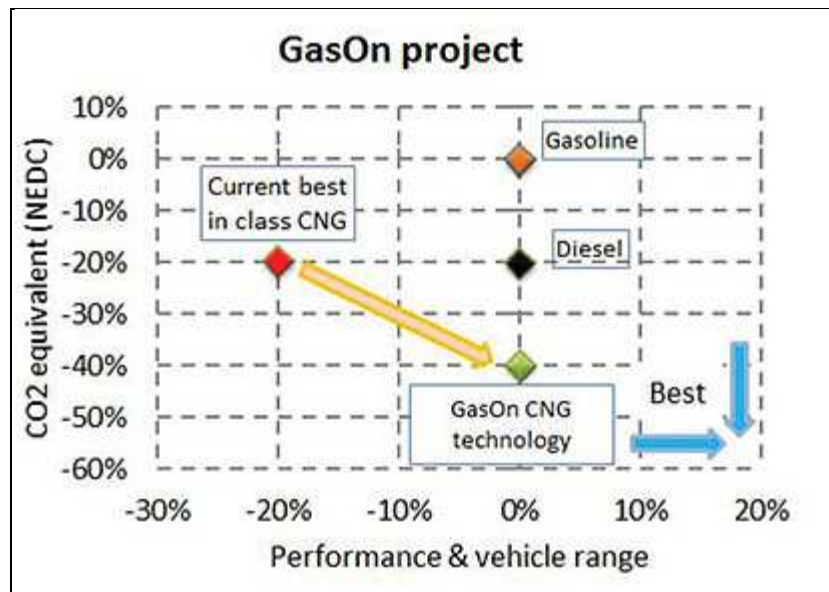 GasOn project
10%
0%
-10%
-20%
-30%
-40%
-50%
-60%
CO2 equivalent (NEDC)
Gasoline
Current best
in class CNG
Diesel
GasOn CNG
technology
Best
-30%
-20%
-10%
0%
10%
20%
Performance & vehicle range